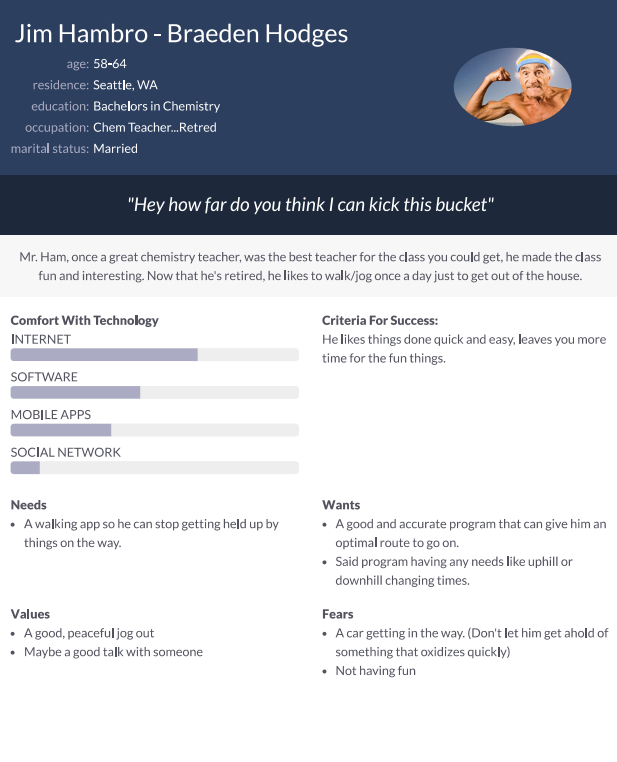 Jim Hambro - Braeden Hodges
age: 58-64
residence: Seattle, WA
education: Bachelors in Chemistry
occupation: Chem Teacher...Retred
marital status: Married
"Hey how far do you think I can kick this bucket"
Mr. Ham, once a great chemistry teacher, was the best teacher for the class you could get, he made the class
fun and interesting. Now that he's retired, he likes to walk/jog once a day just to get out of the house.
Comfort With Technology
INTERNET
SOFTWARE
MOBILE APPS
SOCIAL NETWORK
Criteria For Success:
He likes things done quick and easy, leaves you more
time for the fun things.
Needs
• A walking app so he can stop getting held up by
things on the way.
Wants
• A good and accurate program that can give him an
optimal route to go on.
• Said program having any needs like uphill or
downhill changing times.
Values
• A good, peaceful jog out
• Maybe a good talk with someone
Fears
• A car getting in the way. (Don't let him get ahold of
something that oxidizes quickly)
• Not having fun